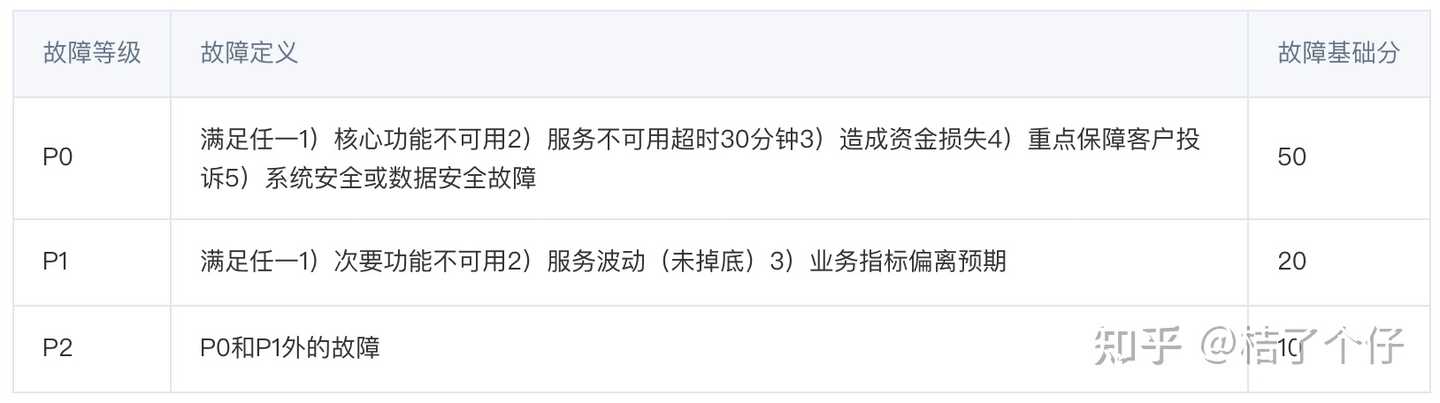 故障等级 故障定义 故障基础分
满足任一1）核心功能不可用2）服务不可用超时30分钟3）造成资金损失4）重点保障客户投
P0 50
诉5）系统安全或数据安全故障
P1 满足任一1）次要功能不可用2）服务波动（未掉底）3）业务指标偏离预期 20
P2 P0和P1外的故障 10
知乎 @桔了个仔